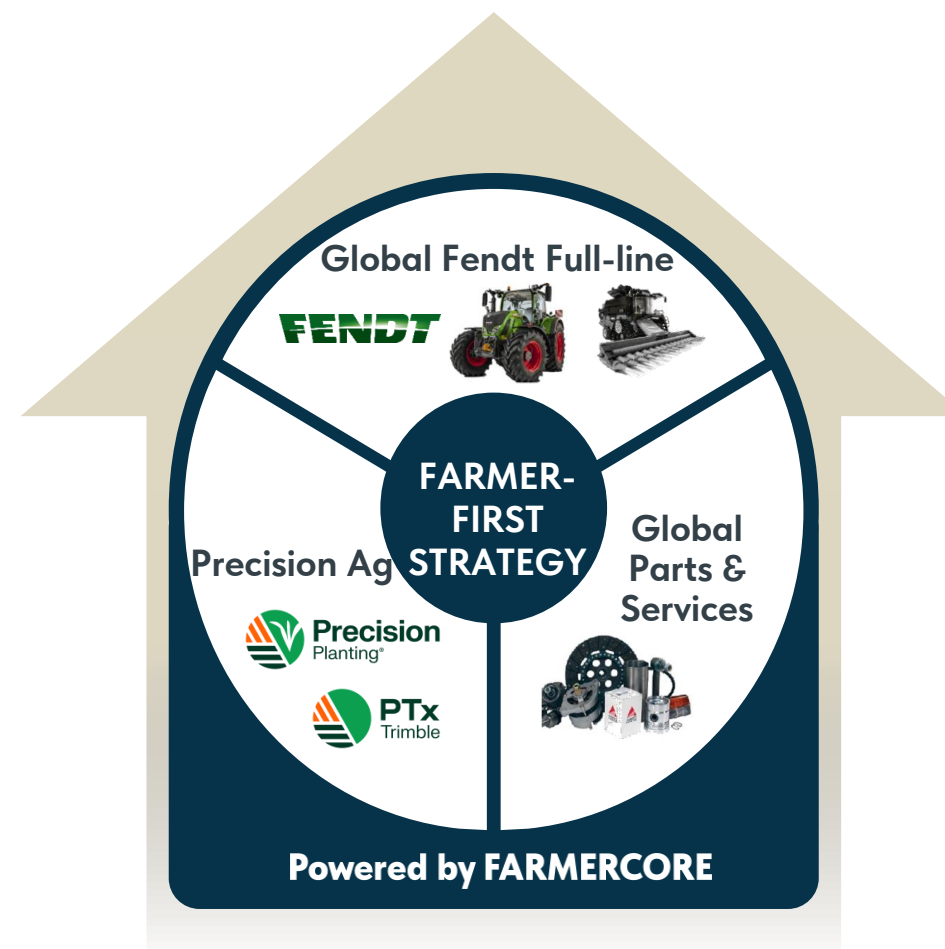 Global Fendt Full-line
FENDT
FARMER-
FIRST
STRATEGY
Precision Ag
Precision
Planting®
PTx
Trimble
Global
Parts &
Services
Powered by FARMERCORE